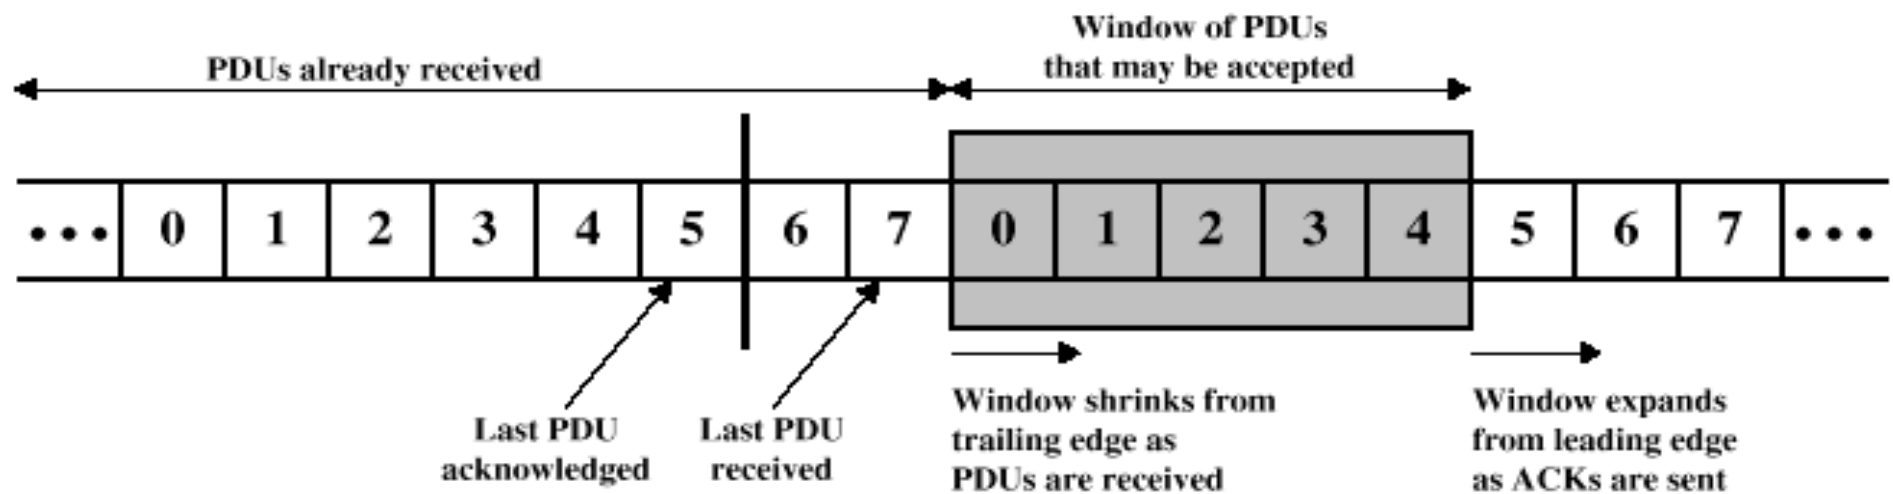 Window of PDUs
that may be accepted
PDUs already received
••• 0 1 2 3 4 5 6 7 0 1 2 3 4 5 6 7 •••
Last PDU
acknowledged
Last PDU
received
Window shrinks from
trailing edge as
PDUs are received
Window expands
from leading edge
as ACKs are sent